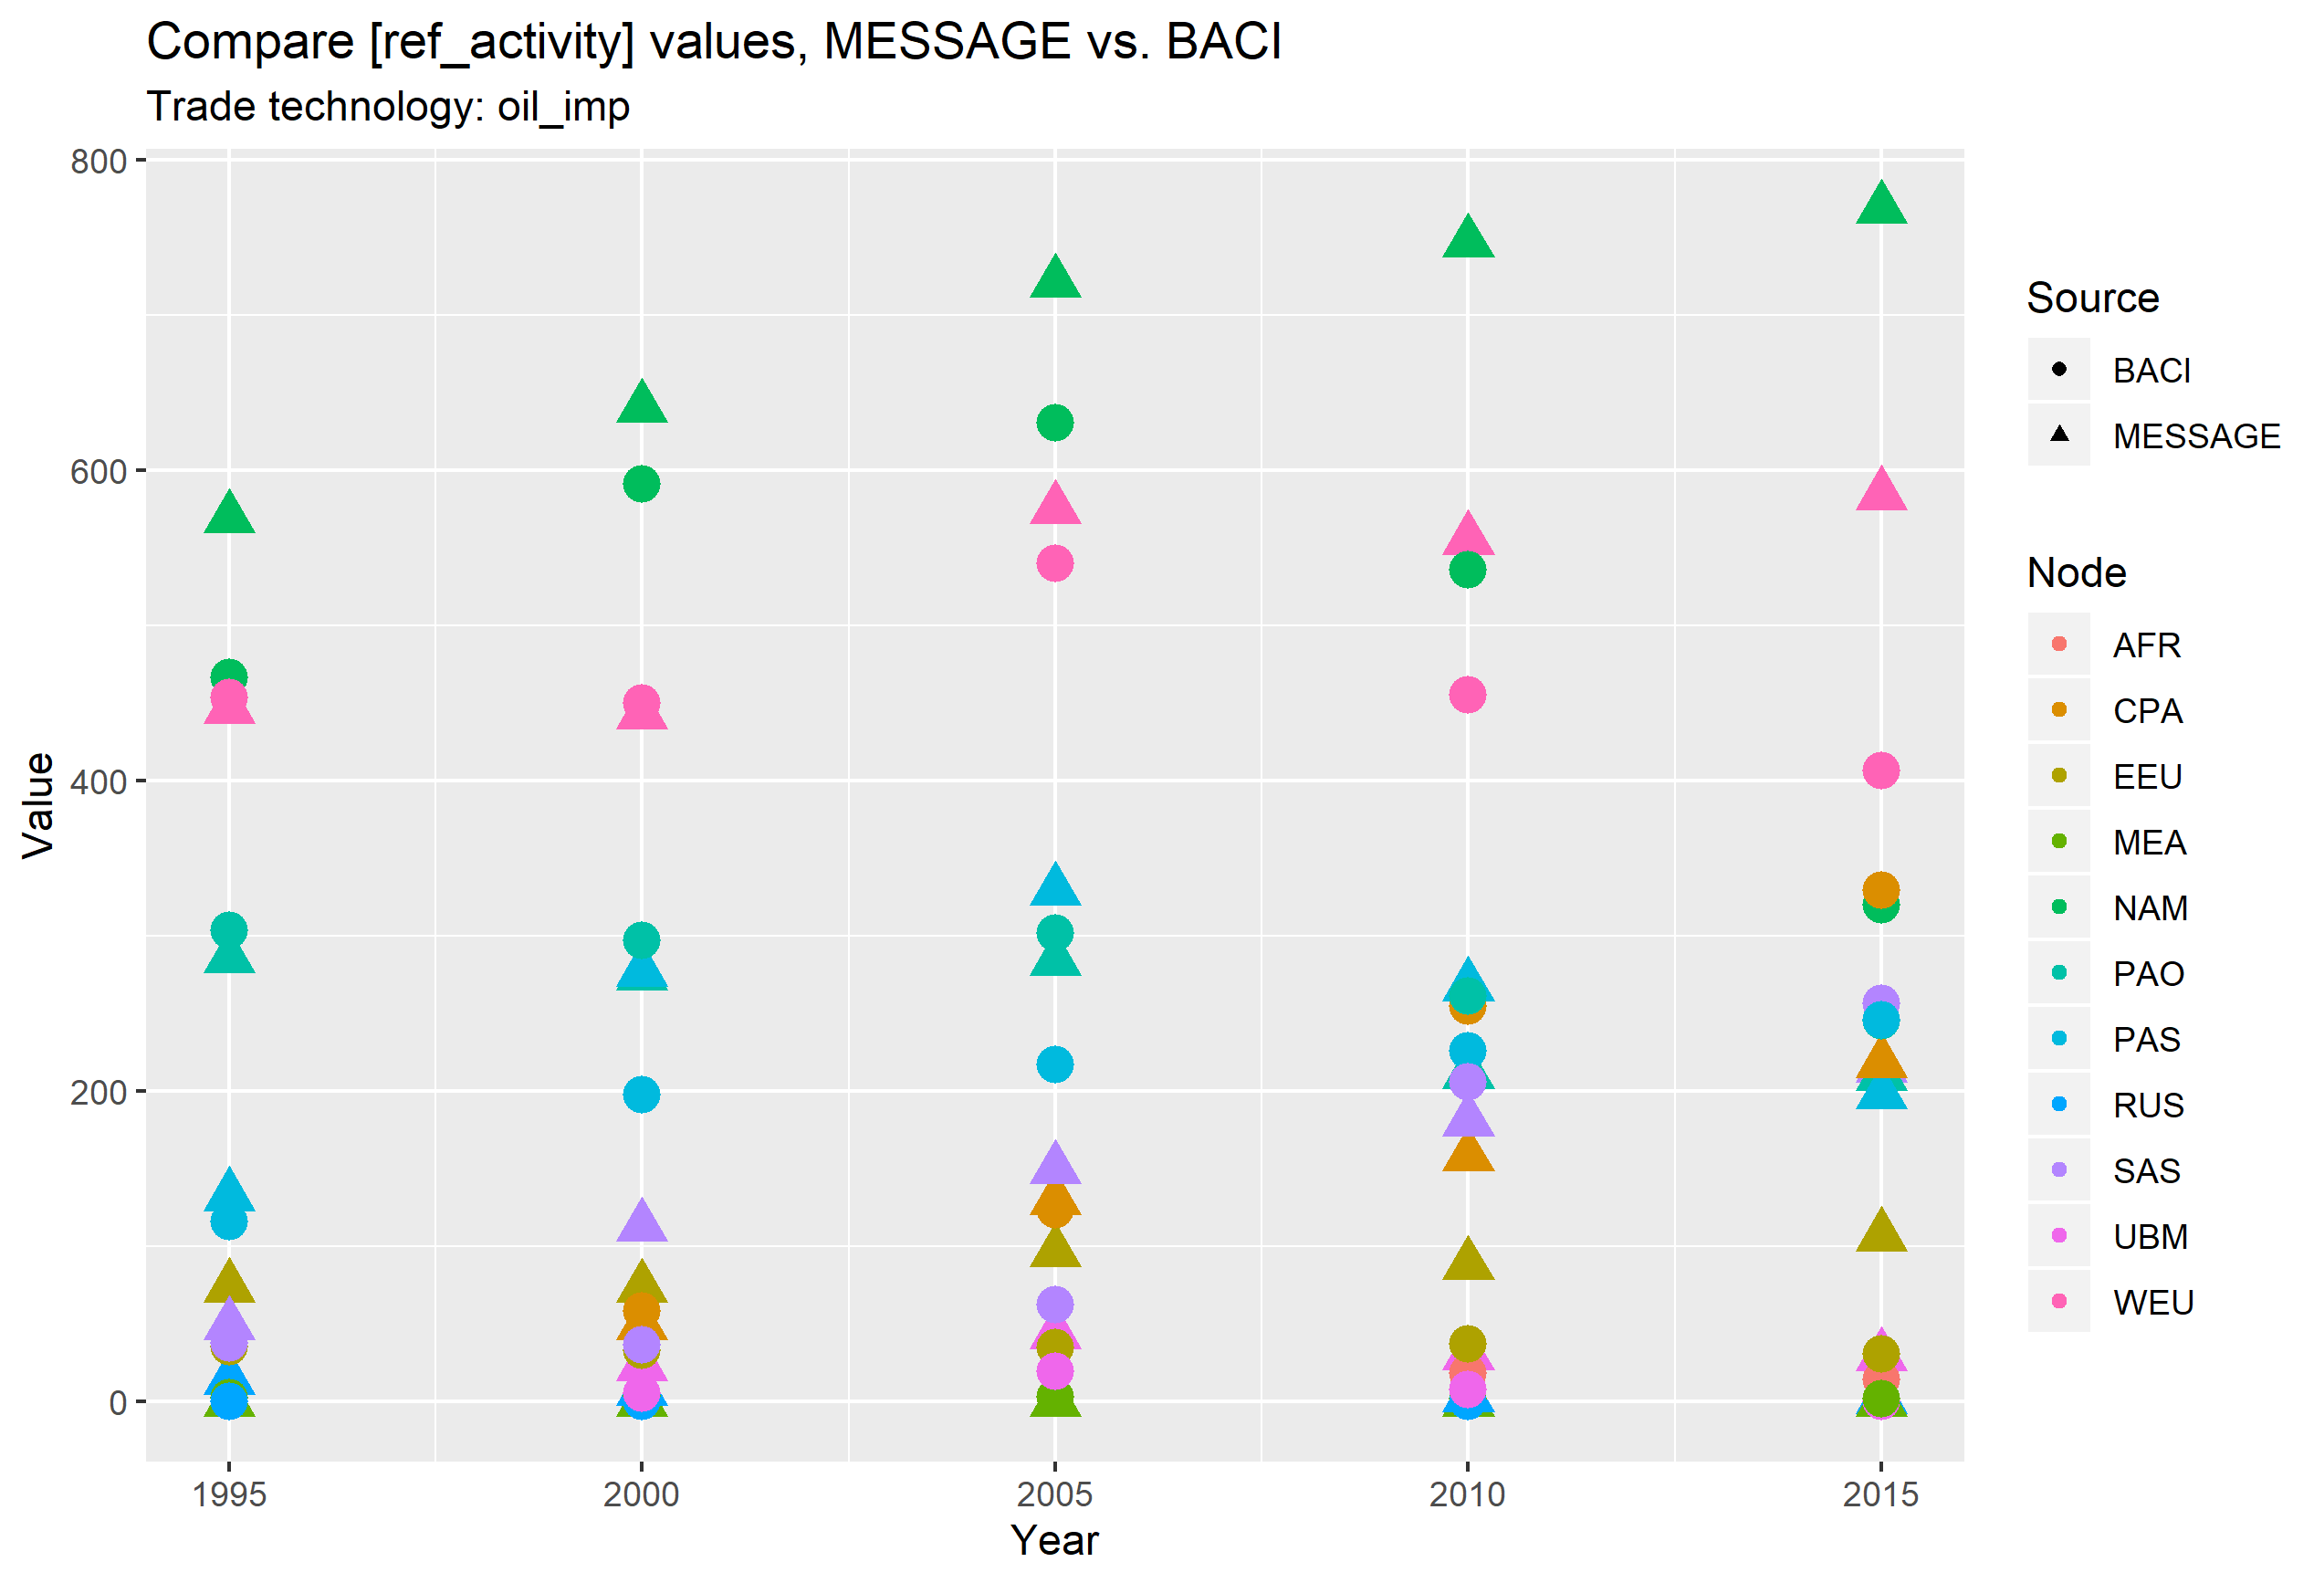 Compare [ref_activity] values, MESSAGE vs. BACI
Trade technology: oil_imp
800
600
400
200
0
Value
1995 2000 2005 2010 2015
Year
Source
BACI
MESSAGE
Node
AFR
CPA
EEU
MEA
NAM
PAO
PAS
RUS
SAS
UBM
WEU